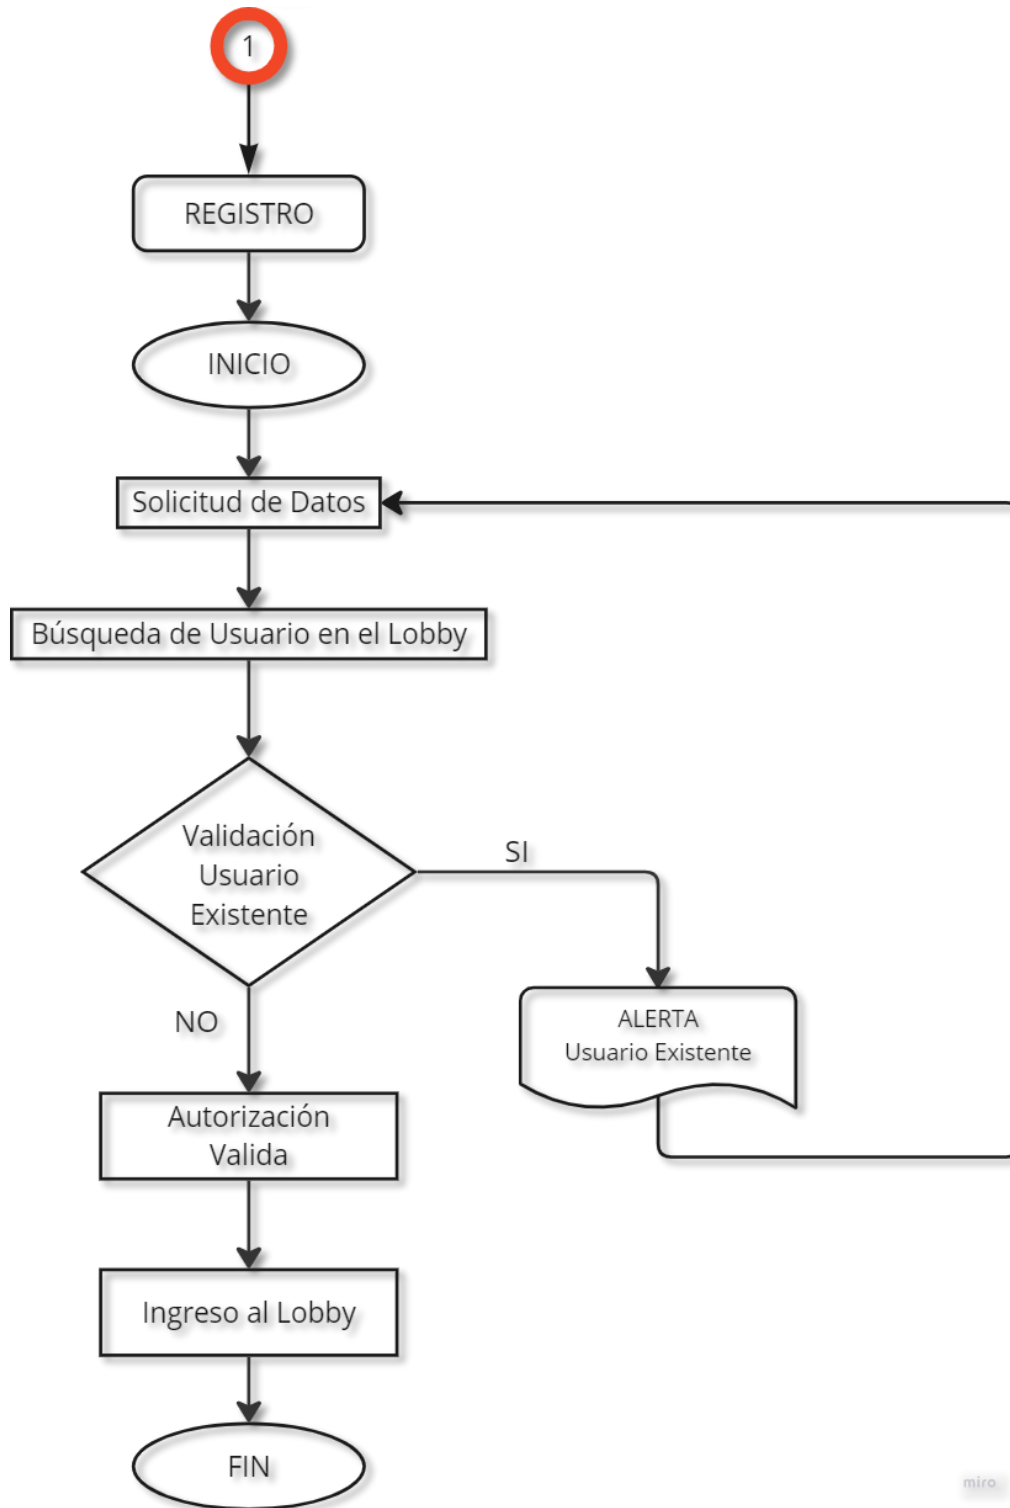 1
REGISTRO
INICIO
Solicitud de Datos
Búsqueda de Usuario en el Lobby
Validación
Usuario
Existente
SI
NO
ALERTA
Usuario Existente
Autorización
Valida
Ingreso al Lobby
FIN
miro